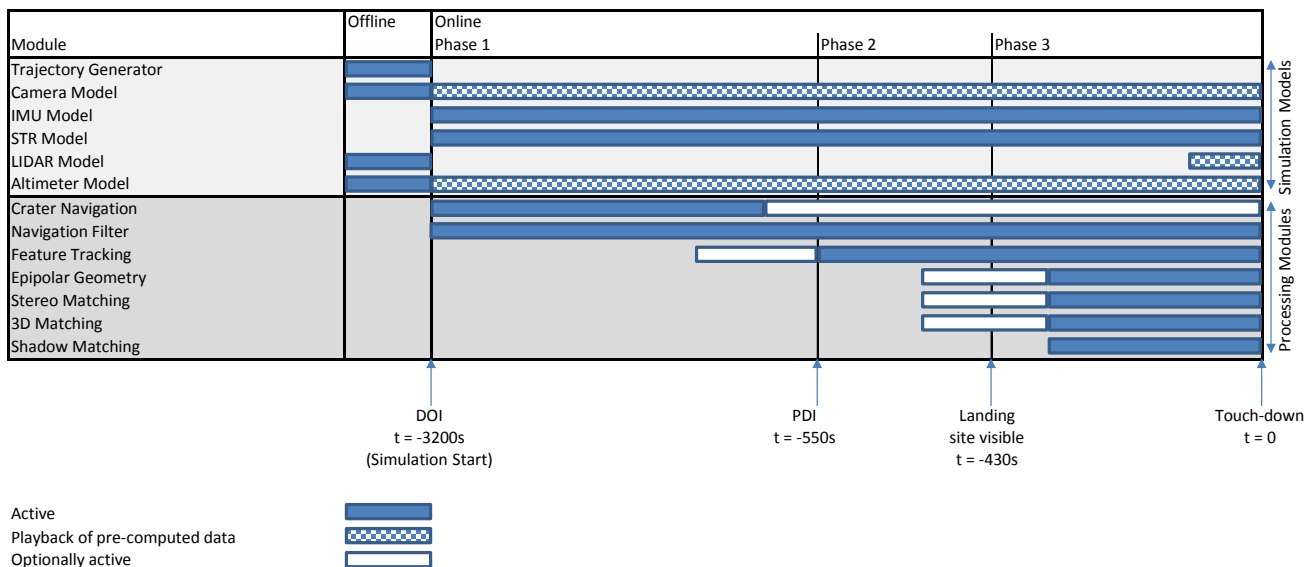 Offline
Online
Module
Phase 1
Phase 2
Phase 3
Trajectory Generator
Camera Model
IMU Model
STR Model
LIDAR Model
Altimeter Model
Crater Navigation
Navigation Filter
Feature Tracking
Epipolar Geometry
Stereo Matching
3D Matching
Shadow Matching
Simulation Models
Processing Modules
DOI
t = -3200s
(Simulation Start)
PDI
t = -550s
Landing
site visible
t = -430s
Touch-down
t = 0
Active
Playback of pre-computed data
Optionally active